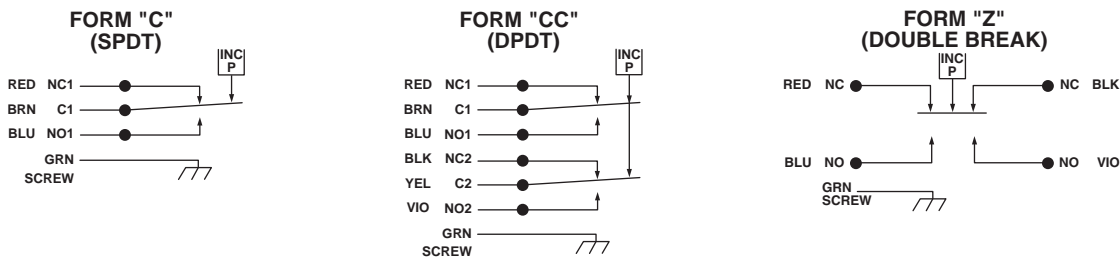 FORM "C"
(SPDT)
INC
P
RED NC1
BRN C1
BLU NO1
GRN
SCREW
FORM "CC"
(DPDT)
INC
P
RED NC1
BRN C1
BLU NO1
BLK NC2
YEL C2
VIO NO2
GRN
SCREW
FORM "Z"
(DOUBLE BREAK)
INC
P
RED NC
NC BLK
BLU NO
NO VIO
GRN
SCREW